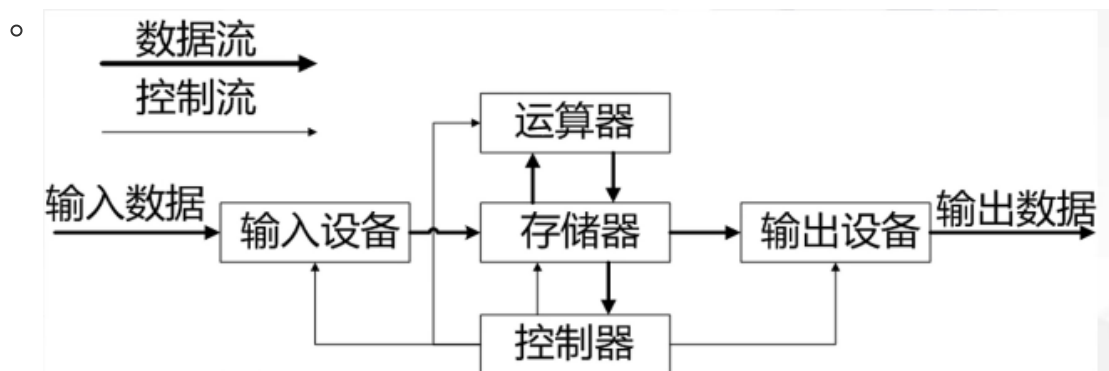 数据流
控制流
运算器
输入数据
输入设备
存储器
输出设备
输出数据
控制器